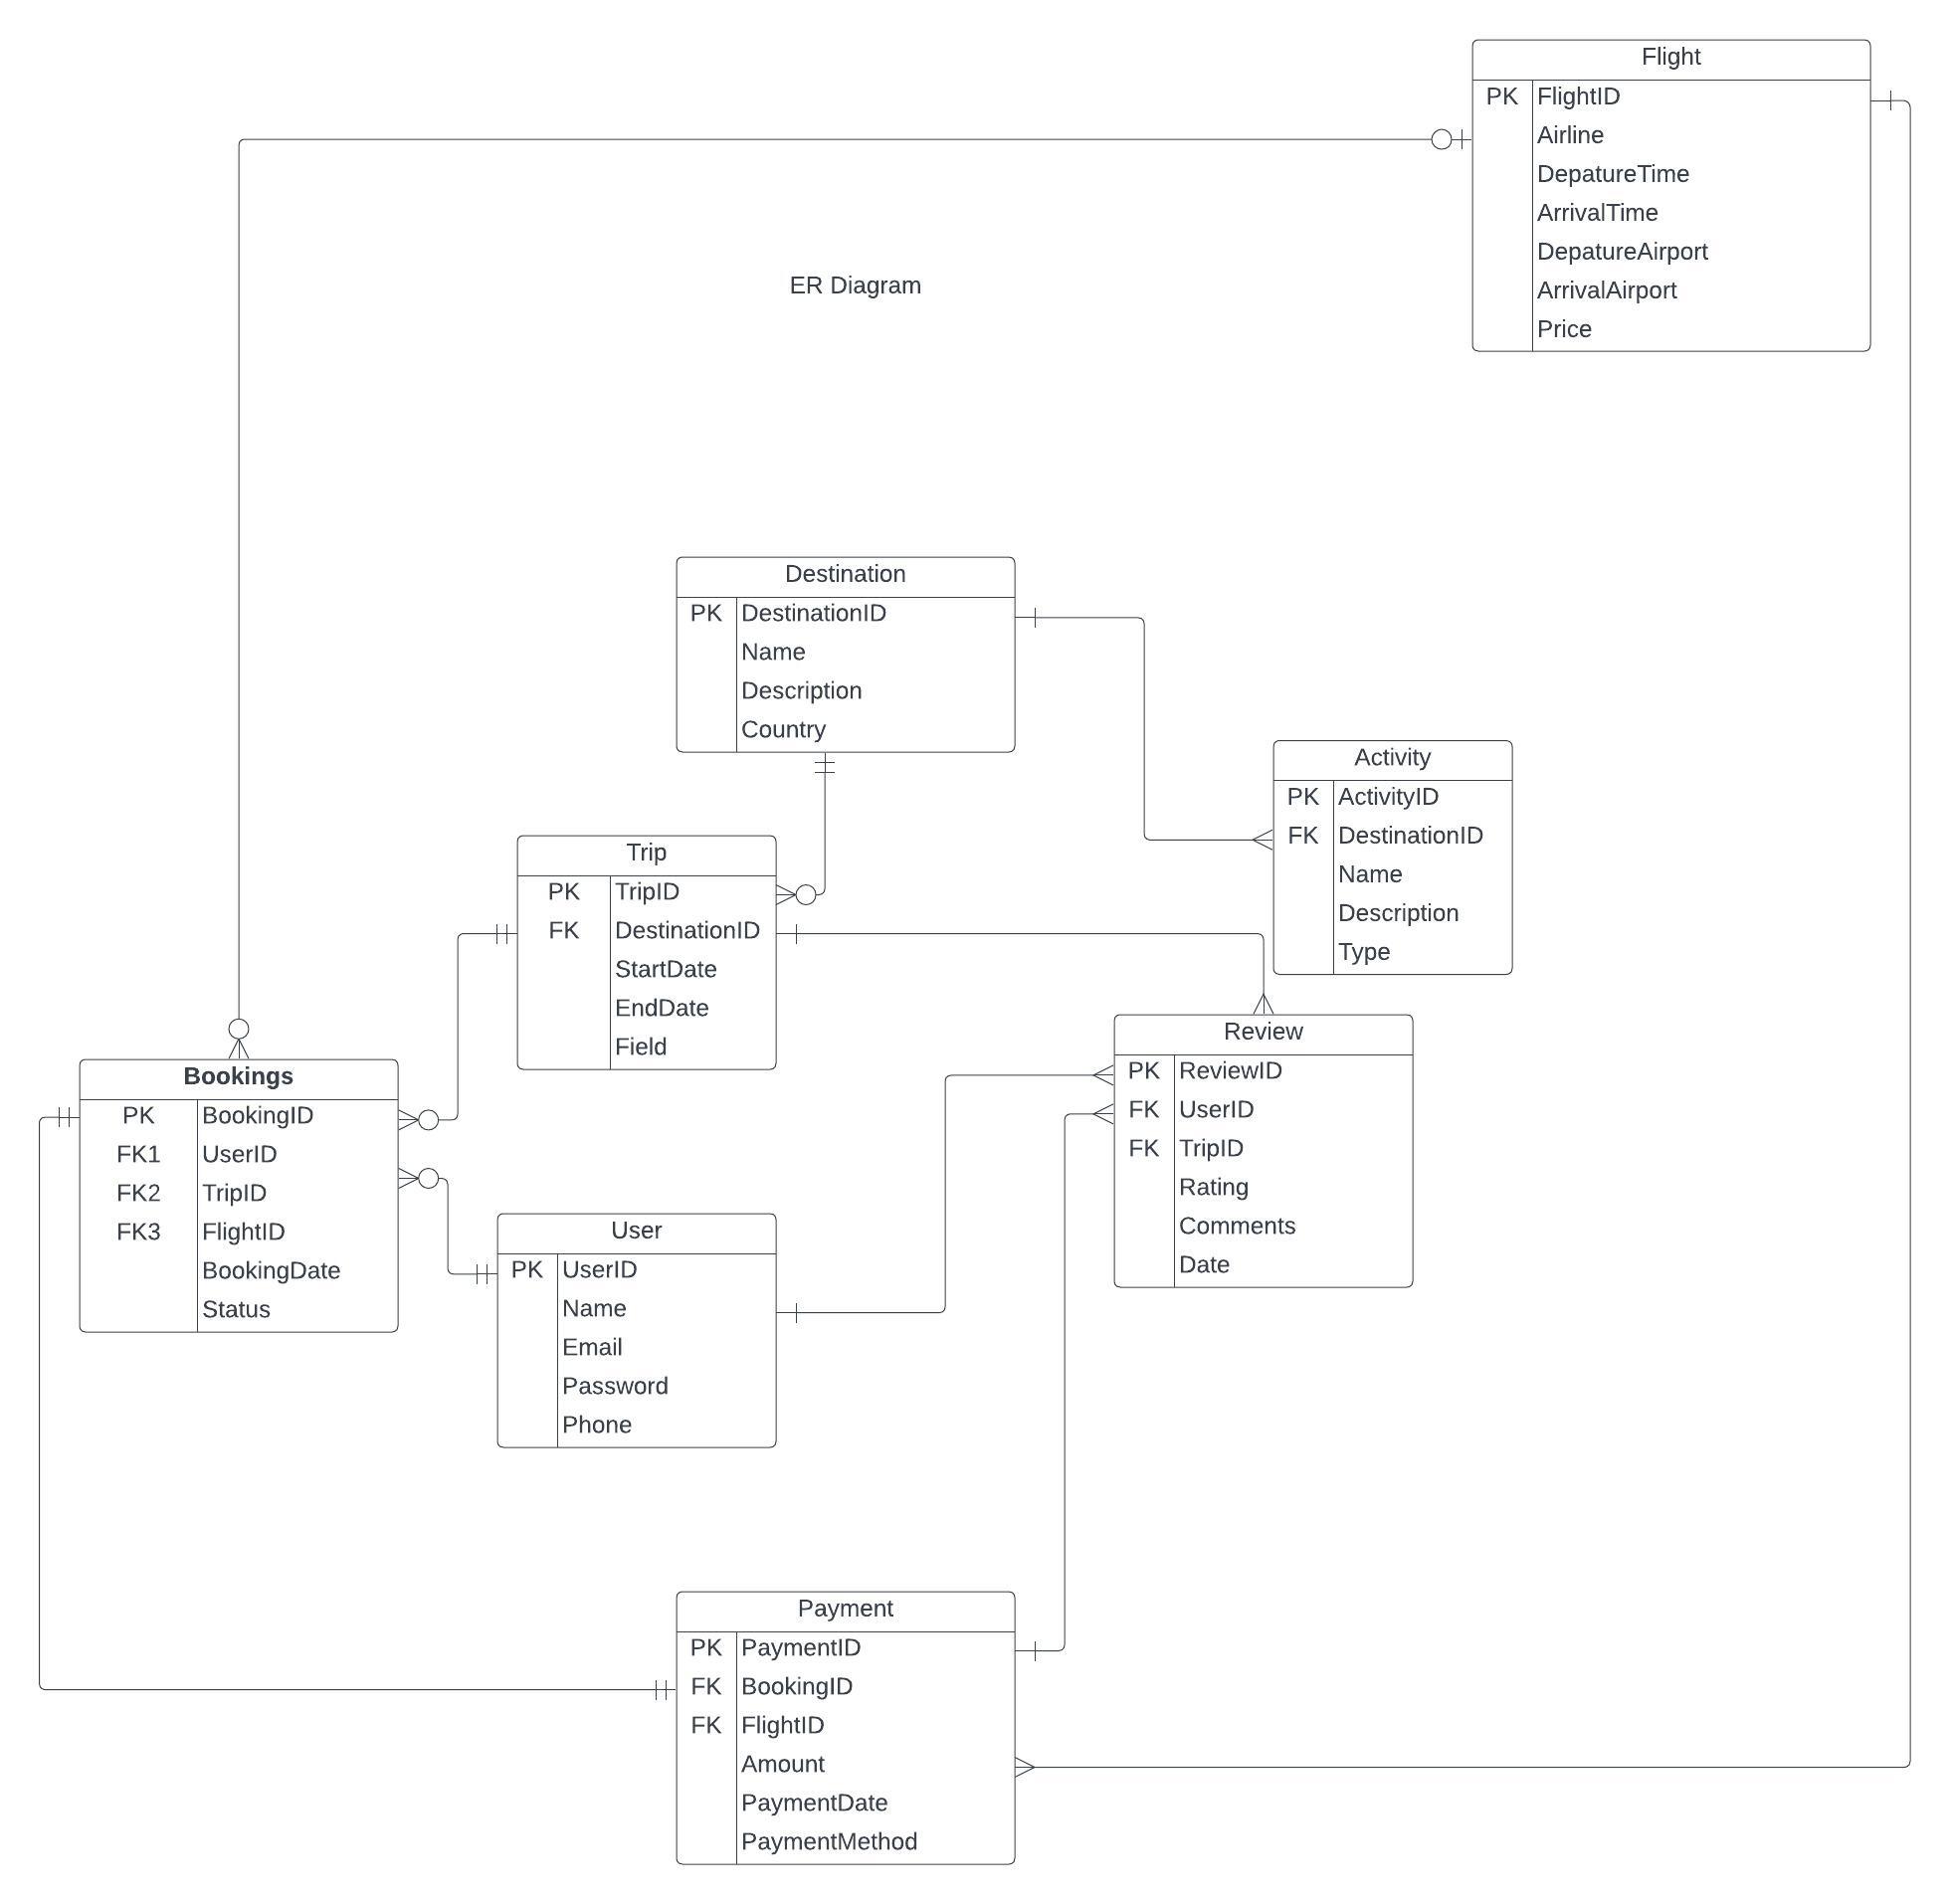 Flight
PK FlightID
Airline
DepatureTime
ArrivalTime
DepatureAirport
ArrivalAirport
Price
ER Diagram
Destination
PK DestinationID
Name
Description
Country
Activity
PK ActivityID
FK DestinationID
Name
Description
Type
Trip
PK TripID
FK DestinationID
StartDate
EndDate
Field
Review
PK ReviewID
FK UserID
FK TripID
Rating
Comments
Date
Bookings
PK BookingID
FK1 UserID
FK2 TripID
FK3 FlightID
BookingDate
Status
User
PK UserID
Name
Email
Password
Phone
Payment
PK PaymentID
FK BookingID
FK FlightID
Amount
PaymentDate
PaymentMethod